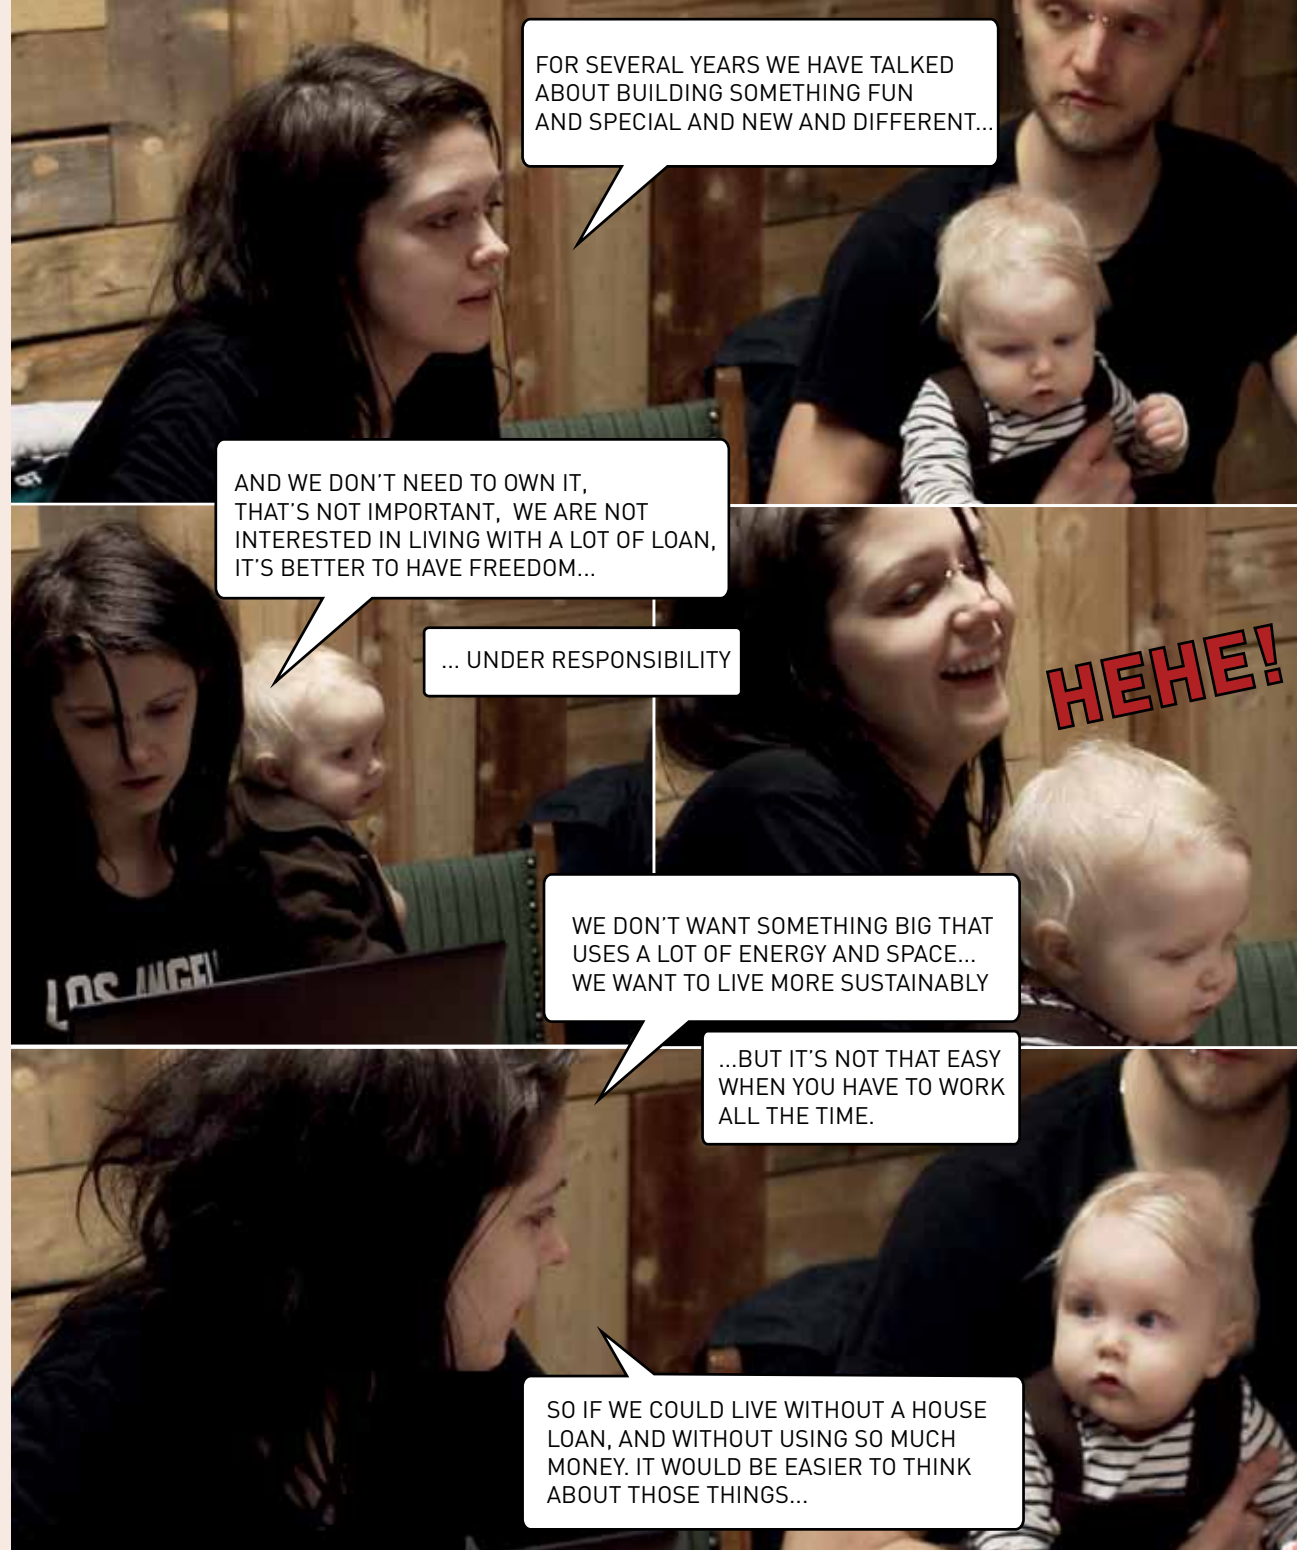 FOR SEVERAL YEARS WE HAVE TALKED
ABOUT BUILDING SOMETHING FUN
AND SPECIAL AND NEW AND DIFFERENT...
AND WE DON'T NEED TO OWN IT,
THAT'S NOT IMPORTANT, WE ARE NOT
INTERESTED IN LIVING WITH A LOT OF LOAN,
IT'S BETTER TO HAVE FREEDOM...
... UNDER RESPONSIBILITY
HEHE!
LOS ANGEL
WE DON'T WANT SOMETHING BIG THAT
USES A LOT OF ENERGY AND SPACE...
WE WANT TO LIVE MORE SUSTAINABLY
...BUT IT'S NOT THAT EASY
WHEN YOU HAVE TO WORK
ALL THE TIME.
SO IF WE COULD LIVE WITHOUT A HOUSE
LOAN, AND WITHOUT USING SO MUCH
MONEY. IT WOULD BE EASIER TO THINK
ABOUT THOSE THINGS...